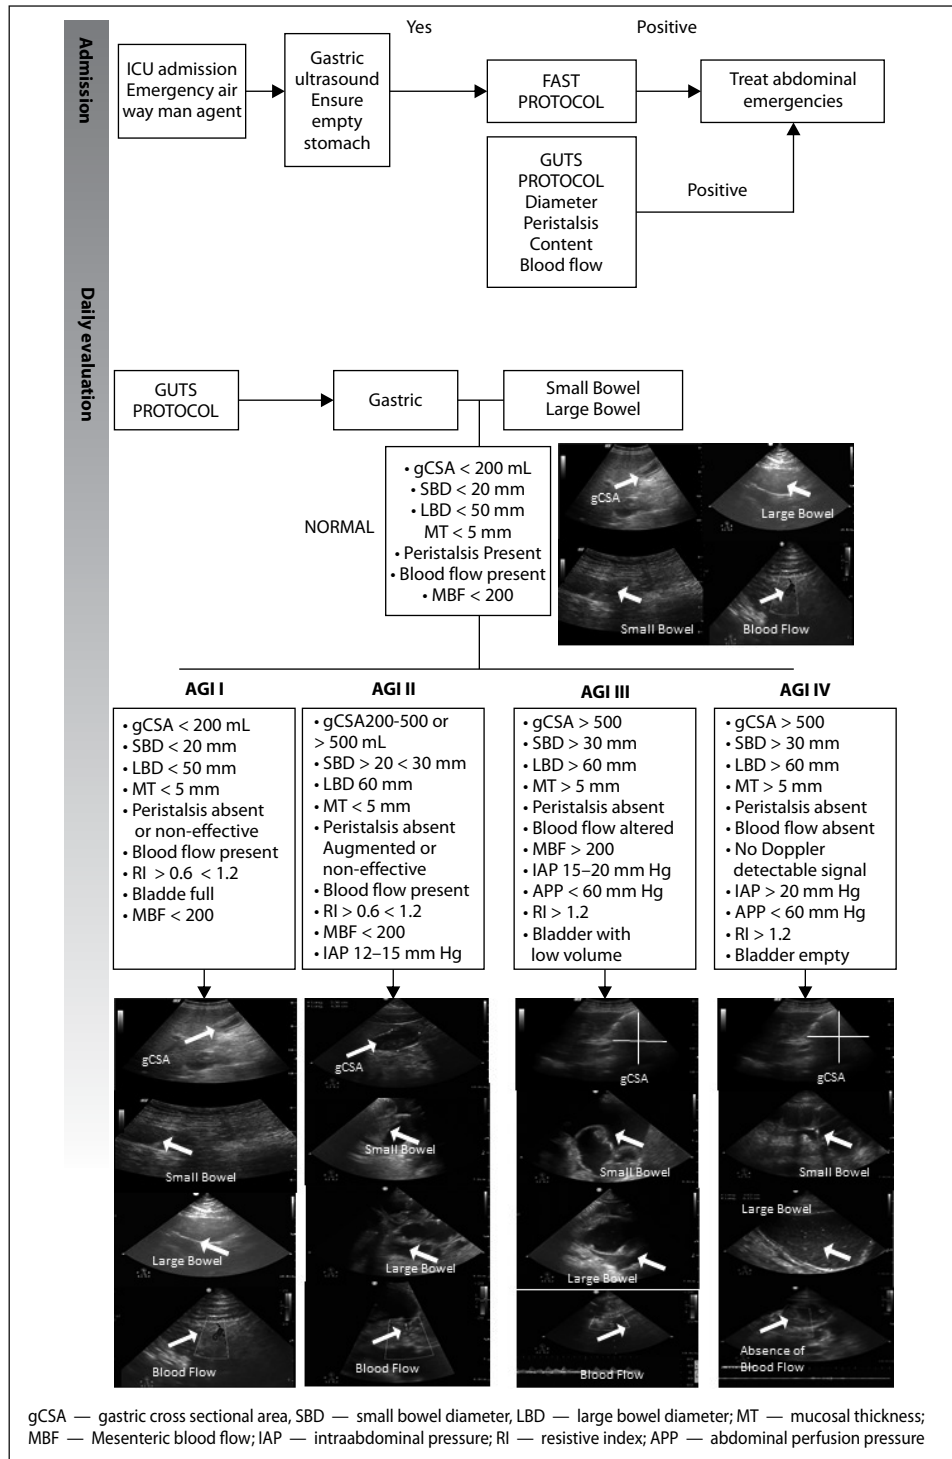 Admission
Yes
Positive
ICU admission
Emergency air
way man agent
Gastric
ultrasound
Ensure
empty
stomach
FAST
PROTOCOL
Treat abdominal
emergencies
GUTS
PROTOCOL
Diameter
Peristalsis
Content
Blood flow
Positive
Daily evaluation
GUTS
PROTOCOL
Gastric
Small Bowel
Large Bowel
NORMAL
• gCSA < 200 mL
• SBD < 20 mm
• LBD < 50 mm
MT < 5 mm
• Peristalsis Present
• Blood flow present
• MBF < 200
gCSA
Large Bowel
Small Bowel
Blood Flow
AGI I
• gCSA < 200 mL
• SBD < 20 mm
• LBD < 50 mm
• MT < 5 mm
• Peristalsis absent
or non-effective
• Blood flow present
• RI > 0.6 < 1.2
• Bladde full
• MBF < 200
AGI II
• gCSA200-500 or
> 500 mL
• SBD > 20 < 30 mm
• LBD 60 mm
• MT < 5 mm
• Peristalsis absent
Augmented or
non-effective
• Blood flow present
• RI > 0.6 < 1.2
• MBF < 200
• IAP 12–15 mm Hg
AGI III
• gCSA > 500
• SBD > 30 mm
• LBD > 60 mm
• MT > 5 mm
• Peristalsis absent
• Blood flow altered
• MBF > 200
• IAP 15–20 mm Hg
• APP < 60 mm Hg
• RI > 1.2
• Bladder with
low volume
AGI IV
• gCSA > 500
• SBD > 30 mm
• LBD > 60 mm
• MT > 5 mm
• Peristalsis absent
• Blood flow absent
• No Doppler
detectable signal
• IAP > 20 mm Hg
• APP < 60 mm Hg
• RI > 1.2
• Bladder empty
gCSA
Small Bowel
Large Bowel
Blood Flow
gCSA
Small Bowel
Large Bowel
Blood Flow
gCSA
Small Bowel
Large Bowel
Blood Flow
gCSA
Small Bowel
Large Bowel
Absence of
Blood Flow
gCSA — gastric cross sectional area, SBD — small bowel diameter, LBD — large bowel diameter; MT — mucosal thickness;
MBF — Mesenteric blood flow; IAP — intraabdominal pressure; RI — resistive index; APP — abdominal perfusion pressure